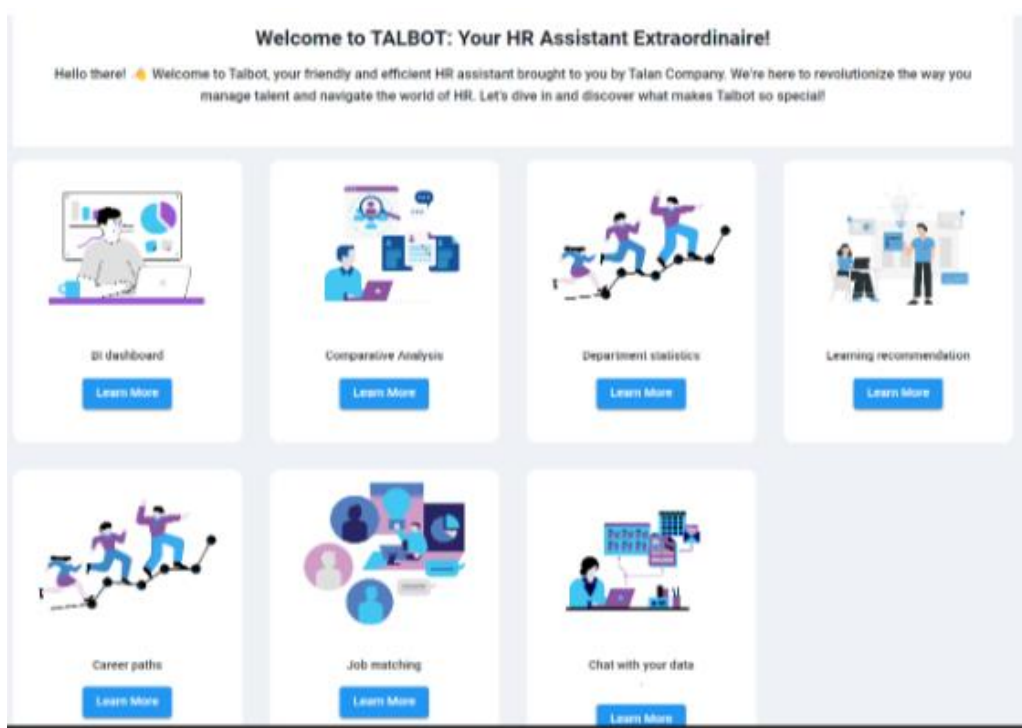 Welcome to TALBOT: Your HR Assistant Extraordinaire!
Hello there! 👋 Welcome to Talbot, your friendly and efficient HR assistant brought to you by Talan Company. We're here to revolutionize the way you
manage talent and navigate the world of HR. Let's dive in and discover what makes Talbot so special!
BI dashboard
Comparative Analysis
Department statistics
Learning recommendation
Learn More
Learn More
Learn More
Learn More
Career paths
Job matching
Chat with your data
Learn More
Learn More
Learn More